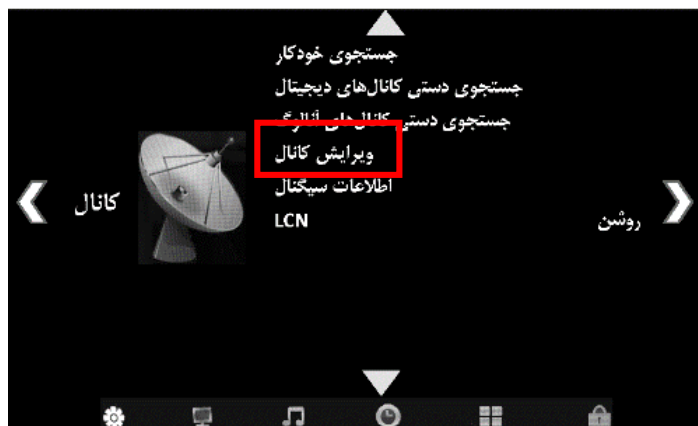 جستجوی خودکار
جستجوی دستی کانال‌های دیجیتال
جستجوی دستی کانال‌های آنالوگ
ویرایش کانال
اطلاعات سیگنال
کانال
LCN روشن